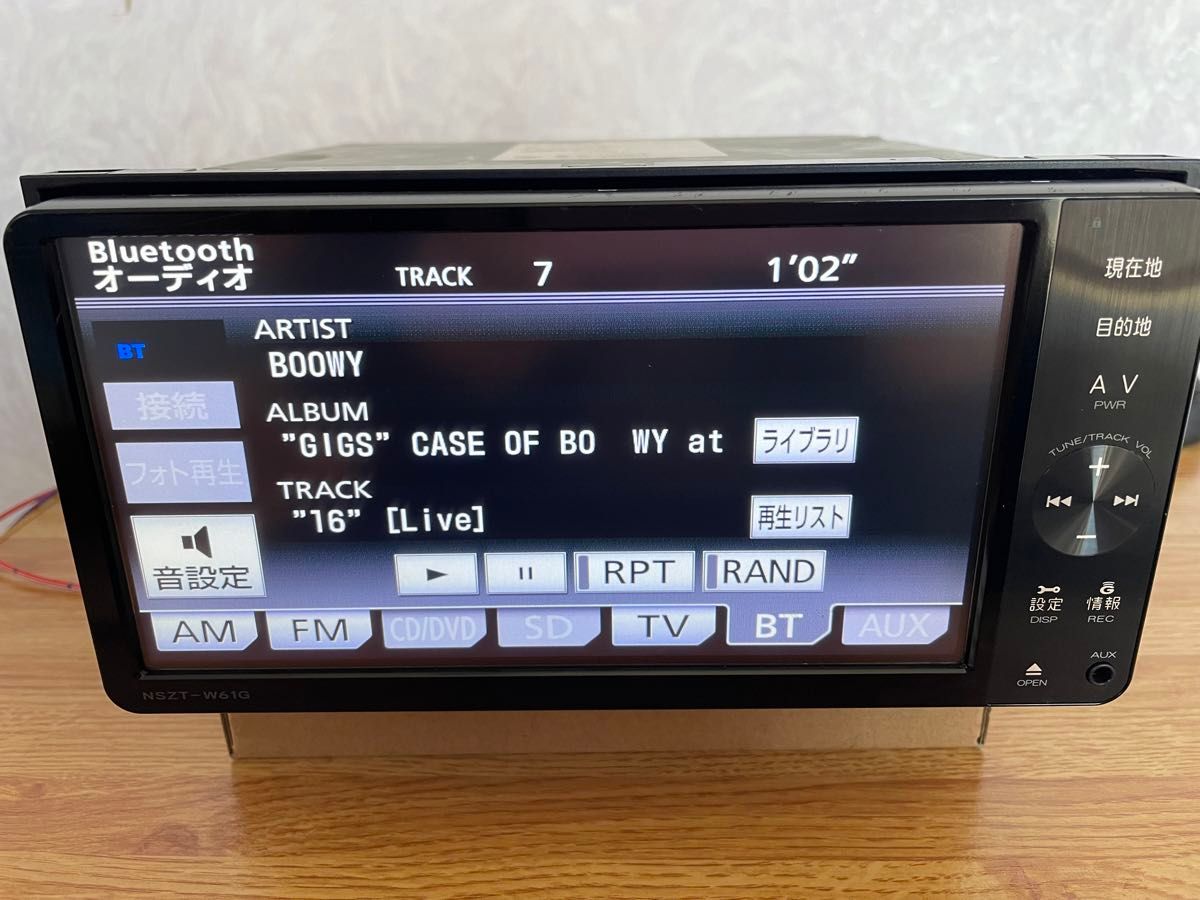 Bluetooth
オーディオ
TRACK 7 1'02"
BT
ARTIST
BOOWY
接続
ALBUM
"GIGS" CASE OF BO WY at
ライブラリ
フォト再生
TRACK
"16" [Live]
再生リスト
音設定
RPT
RAND
AM
FM
CD/DVD
SD
TV
BT
AUX
NSZT-W61G
現在地
目的地
AV
PWR
TUNE/TRACK VOL
+
−
設定
DISP
G
情報
REC
OPEN
AUX